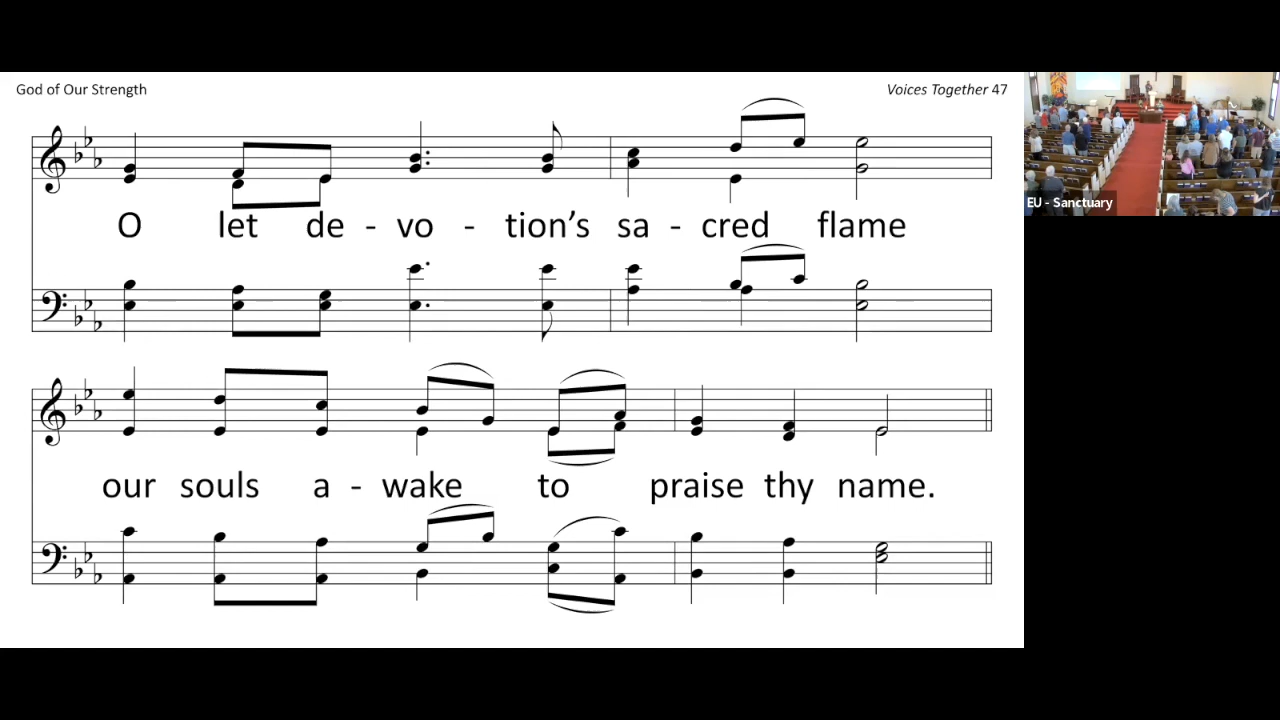 God of Our Strength
Voices Together 47
O let de - vo - tion's sa - cred flame
our souls a - wake to praise thy name.
EU - Sanctuary